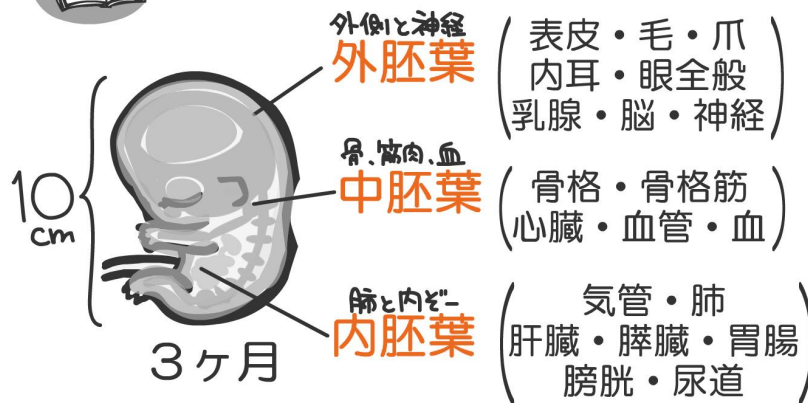 外側と神経
外胚葉
表皮・毛・爪
内耳・眼全般
乳腺・脳・神経
10
cm
骨、筋肉、血
中胚葉
骨格・骨格筋
心臓・血管・血
肺と内ぞー
内胚葉
気管・肺
肝臓・膵臓・胃腸
膀胱・尿道
3ヶ月